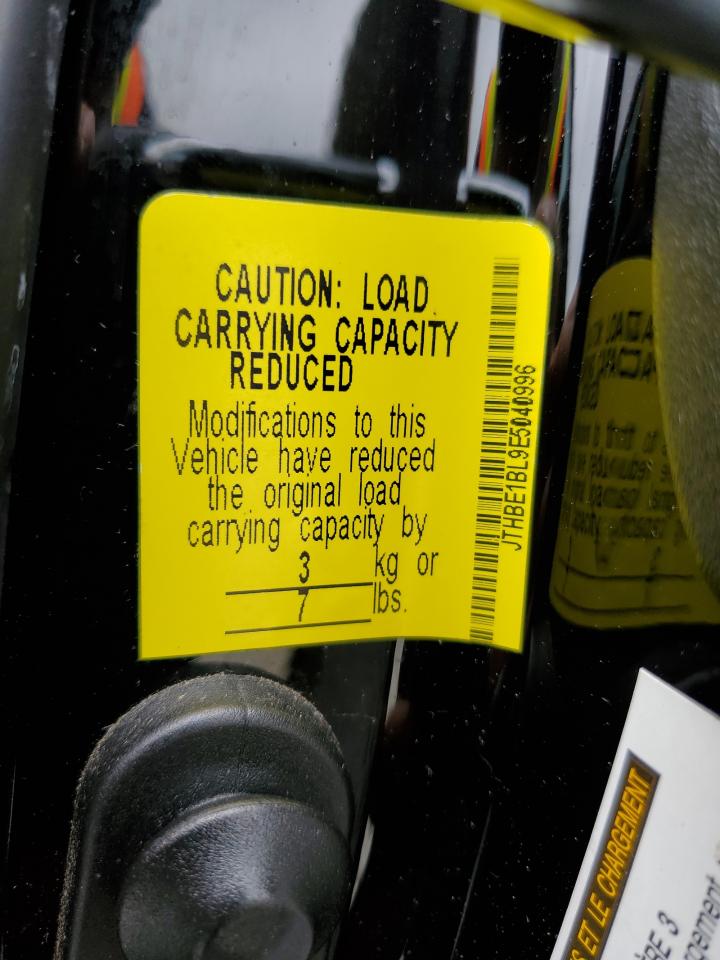 CAUTION: LOAD
CARRYING CAPACITY
REDUCED
Modifications to this
Vehicle have reduced
the original load
carrying capacity by
3 kg or
7 lbs.
JTHBE1BL9E5040996
S ET LE CHARGEMENT